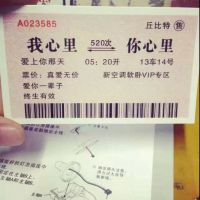 A023585 丘比特 售
我心里 520次 你心里
爱上你那天 05:20开 13车14号
票价:真爱无价 新空调软卧VIP专区
爱你一辈子
终生有效